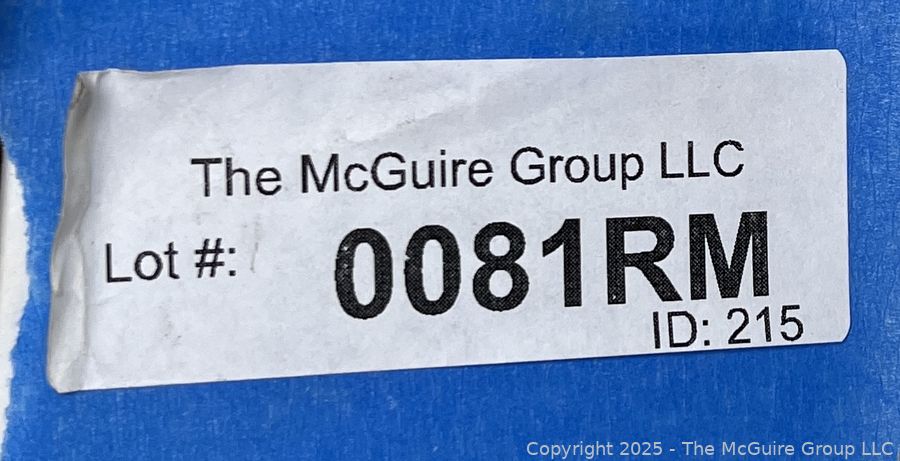 The McGuire Group LLC
Lot #: 0081RM
ID: 215
Copyright 2025 - The McGuire Group LLC